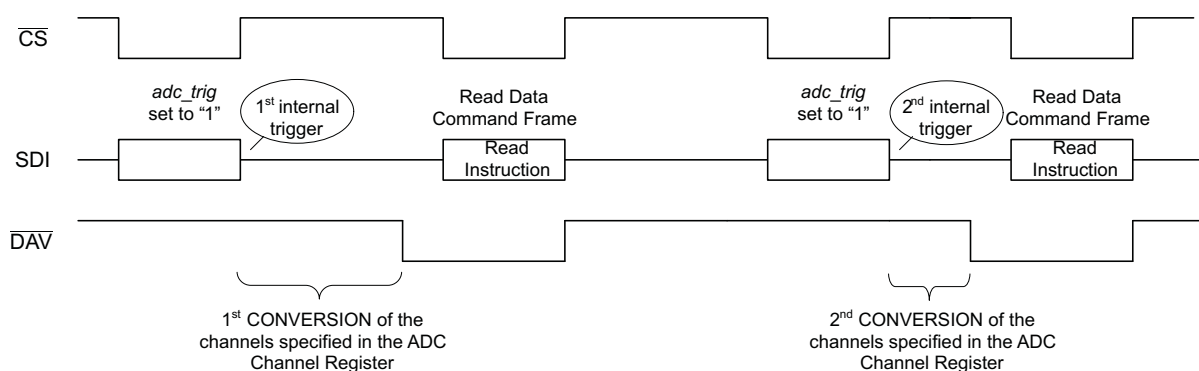 CS
adc_trig
set to “1”
1st internal
trigger
Read Data
Command Frame
adc_trig
set to “1”
2nd internal
trigger
Read Data
Command Frame
SDI
Read
Instruction
Read
Instruction
DAV
1st CONVERSION of the
channels specified in the ADC
Channel Register
2nd CONVERSION of the
channels specified in the ADC
Channel Register